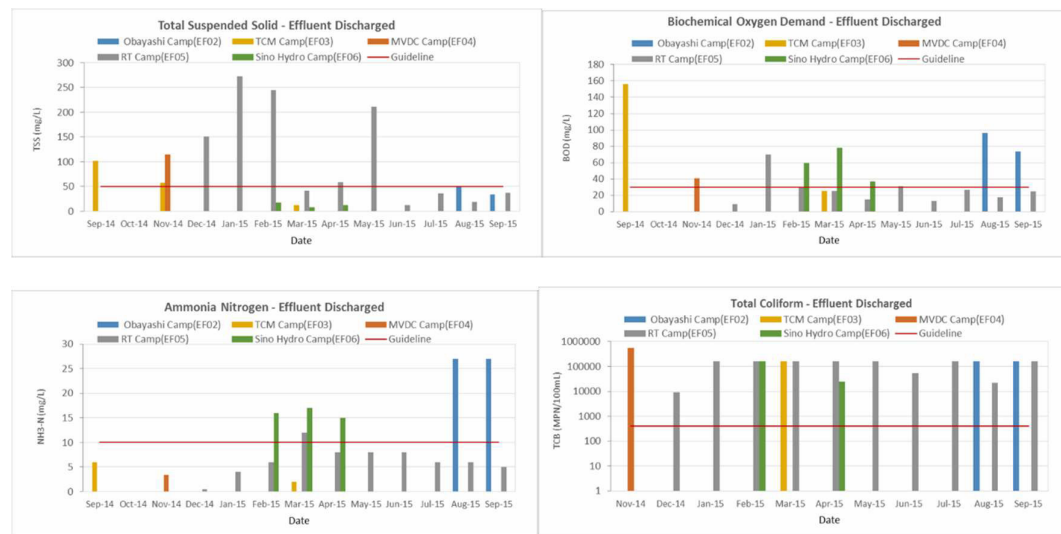 Total Suspended Solid - Effluent Discharged
Obayashi Camp(EF02) TCM Camp(EF03) MVDC Camp(EF04)
RT Camp(EF05) Sino Hydro Camp(EF06) Guideline
300
250
200
150
100
50
0
TSS (mg/L)
Sep-14 Oct-14 Nov-14 Dec-14 Jan-15 Feb-15 Mar-15 Apr-15 May-15 Jun-15 Jul-15 Aug-15 Sep-15
Date
Biochemical Oxygen Demand - Effluent Discharged
Obayashi Camp(EF02) TCM Camp(EF03) MVDC Camp(EF04)
RT Camp(EF05) Sino Hydro Camp(EF06) Guideline
180
160
140
120
100
80
60
40
20
0
BOD (mg/L)
Sep-14 Oct-14 Nov-14 Dec-14 Jan-15 Feb-15 Mar-15 Apr-15 May-15 Jun-15 Jul-15 Aug-15 Sep-15
Date
Ammonia Nitrogen - Effluent Discharged
Obayashi Camp(EF02) TCM Camp(EF03) MVDC Camp(EF04)
RT Camp(EF05) Sino Hydro Camp(EF06) Guideline
30
25
20
15
10
5
0
NH3-N (mg/L)
Sep-14 Oct-14 Nov-14 Dec-14 Jan-15 Feb-15 Mar-15 Apr-15 May-15 Jun-15 Jul-15 Aug-15 Sep-15
Date
Total Coliform - Effluent Discharged
Obayashi Camp(EF02) TCM Camp(EF03) MVDC Camp(EF04)
RT Camp(EF05) Sino Hydro Camp(EF06) Guideline
1000000
100000
10000
1000
100
10
1
TCB (MPN/100mL)
Nov-14 Dec-14 Jan-15 Feb-15 Mar-15 Apr-15 May-15 Jun-15 Jul-15 Aug-15 Sep-15
Date